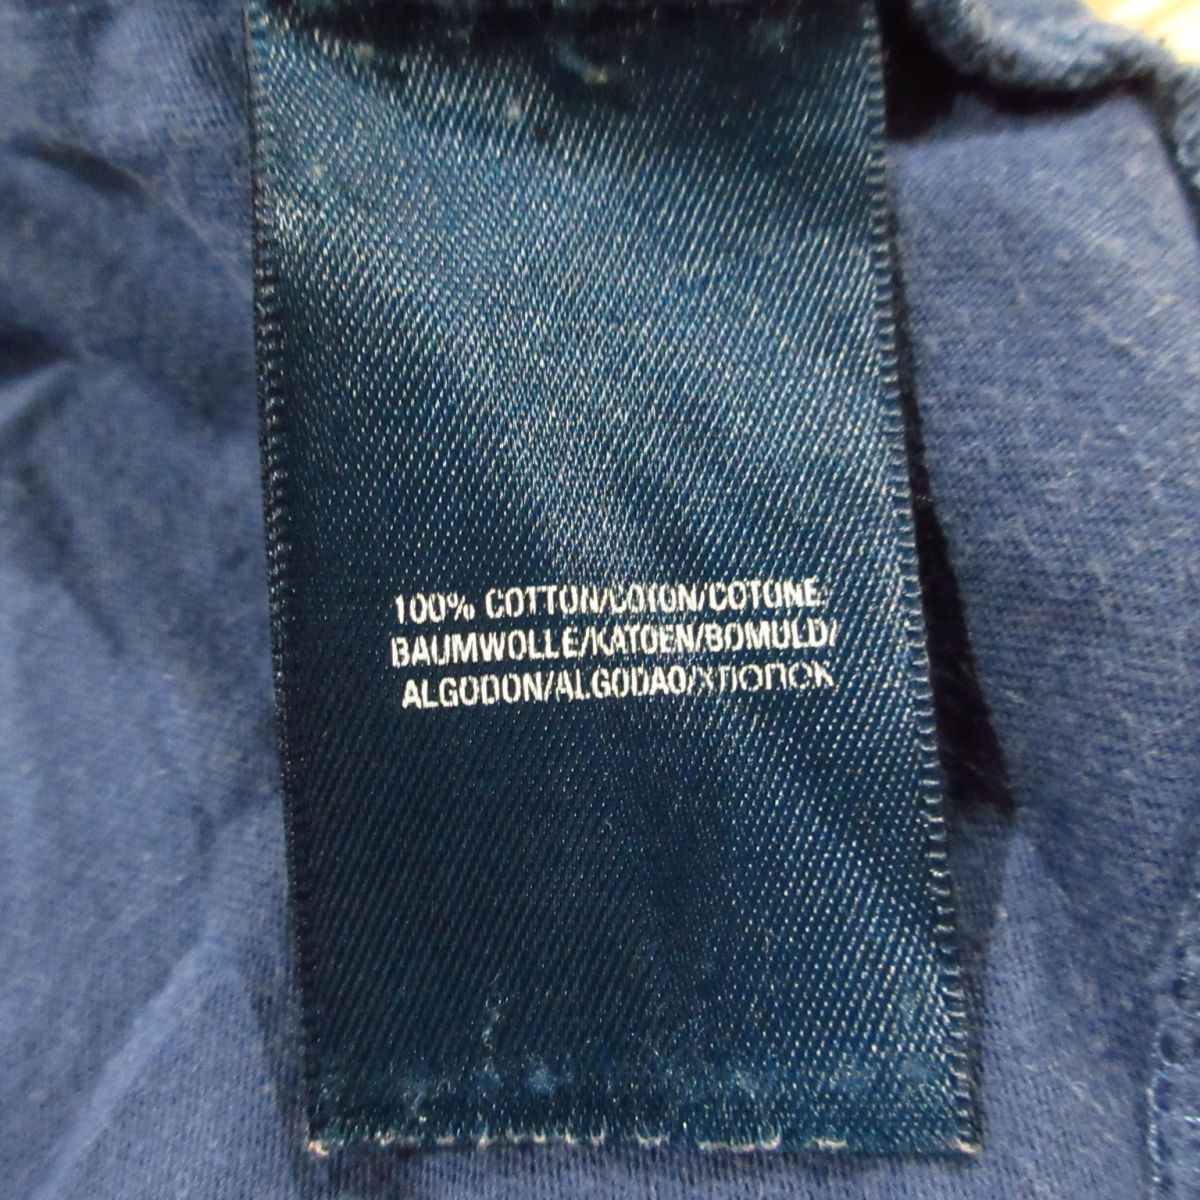 100% COTTON/COTON/COTONE
BAUMWOLLE/KATOEN/BOMULD/
ALGODON/ALGODAO/ХЛОПОК